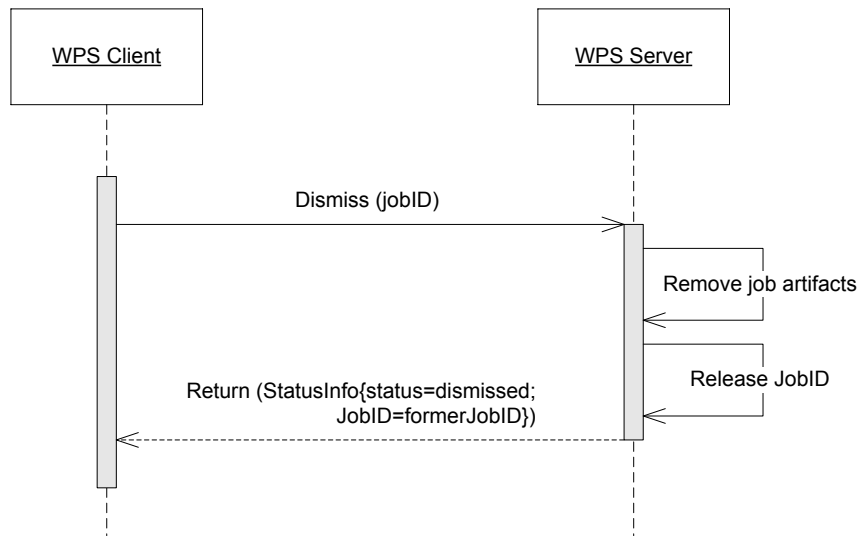 WPS Client
WPS Server
Dismiss (jobID)
Remove job artifacts
Release JobID
Return (StatusInfo{status=dismissed;
JobID=formerJobID})